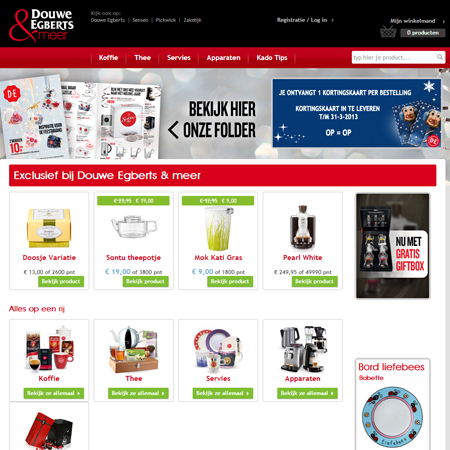 DOUWE EGBERTS
& meer
Kijk ook op:
Douwe Egberts | Senseo | Pickwick | Zakelijk
Registratie / Log in >
Mijn winkelmand >
0 producten
Koffie
Thee
Servies
Apparaten
Kado Tips:
typ hier je product...
BEKIJK HIER
ONZE FOLDER
JE ONTVANGT 1 KORTINGSKAART PER BESTELLING
KORTINGSKAART IN TE LEVEREN
T/M 31-3-2013
OP = OP
10,-
Exclusief bij Douwe Egberts & meer
€ 23,95 € 19,00
€ 12,95 € 9,00
Doosje Variatie
Sontu theepotje
Mok Kati Gras
Pearl White
€ 13,00 of 2600 pnt
€ 19,00 of 3800 pnt
€ 9,00 of 1800 pnt
€ 249,95 of 49990 pnt
Bekijk product
Bekijk product
Bekijk product
Bekijk product
NU MET
GRATIS
GIFTBOX
Alles op een rij
Koffie
Thee
Servies
Apparaten
Bekijk ze allemaal >
Bekijk ze allemaal >
Bekijk ze allemaal >
Bekijk ze allemaal >
Bord liefebees
Babette
Liefebees